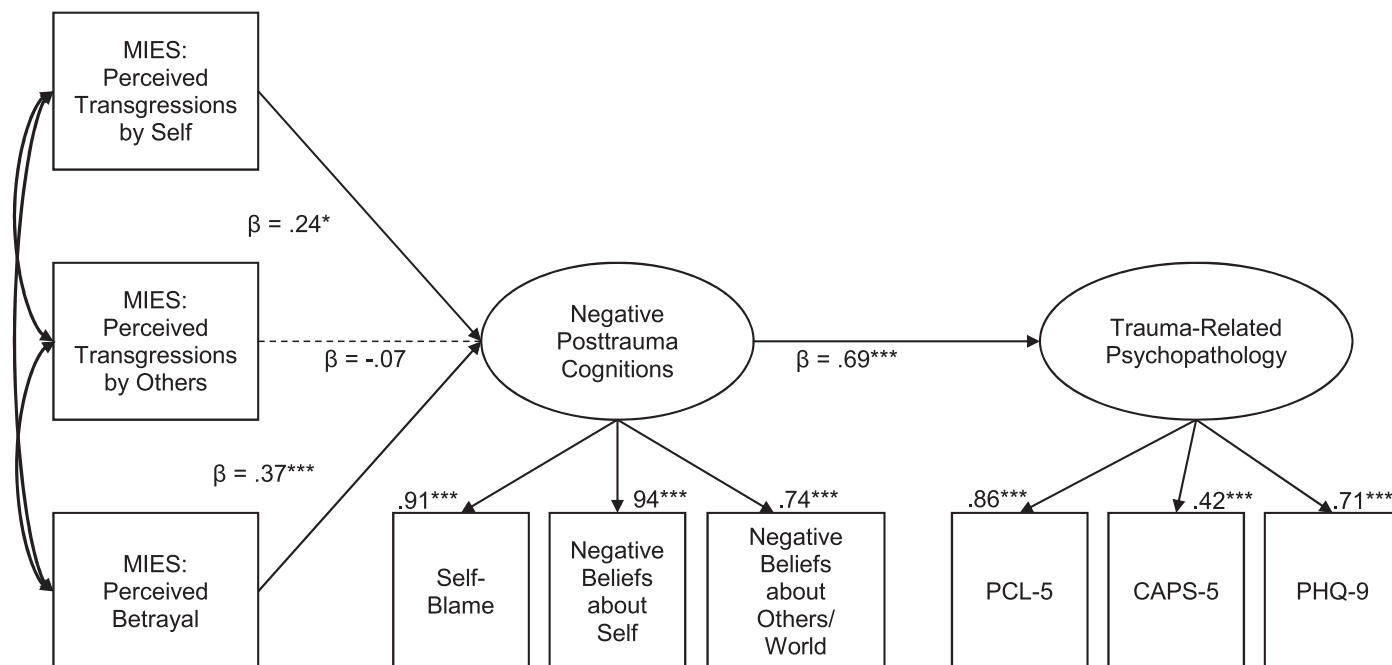 MIES:
Perceived
Transgressions
by Self
β = .24*
MIES:
Perceived
Transgressions
by Others
β = -.07
Negative
Posttrauma
Cognitions
β = .69***
Trauma-Related
Psychopathology
β = .37***
MIES:
Perceived
Betrayal
.91***
94***
.74***
.86***
.42***
.71***
Self-
Blame
Negative
Beliefs
about
Self
Negative
Beliefs
about
Others/
World
PCL-5
CAPS-5
PHQ-9